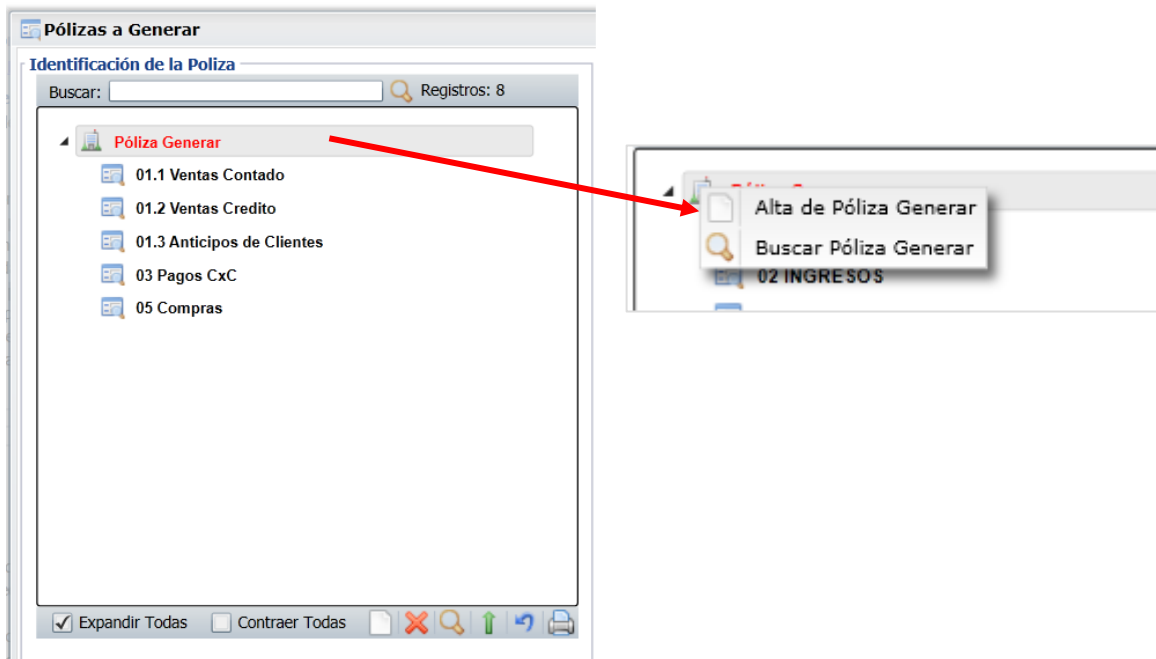 Pólizas a Generar
Identificación de la Poliza
Buscar:
Registros: 8
Póliza Generar
01.1 Ventas Contado
01.2 Ventas Credito
01.3 Anticipos de Clientes
03 Pagos CxC
05 Compras
Expandir Todas
Contraer Todas
Alta de Póliza Generar
Buscar Póliza Generar
02 INGRESOS